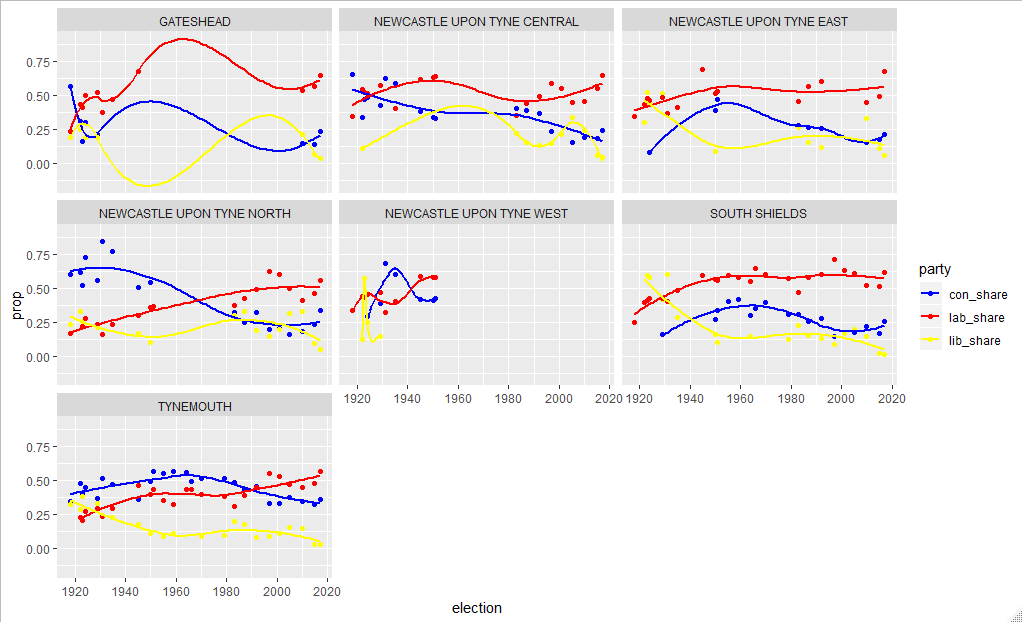 GATESHEAD NEWCASTLE UPON TYNE CENTRAL NEWCASTLE UPON TYNE EAST
0.75
0.50
0.25
0.00
NEWCASTLE UPON TYNE NORTH NEWCASTLE UPON TYNE WEST SOUTH SHIELDS
0.75
0.50
0.25
0.00
1920 1940 1960 1980 2000 2020 1920 1940 1960 1980 2000 2020
TYNEMOUTH
0.75
0.50
0.25
0.00
1920 1940 1960 1980 2000 2020
prop
election
party
con_share
lab_share
lib_share